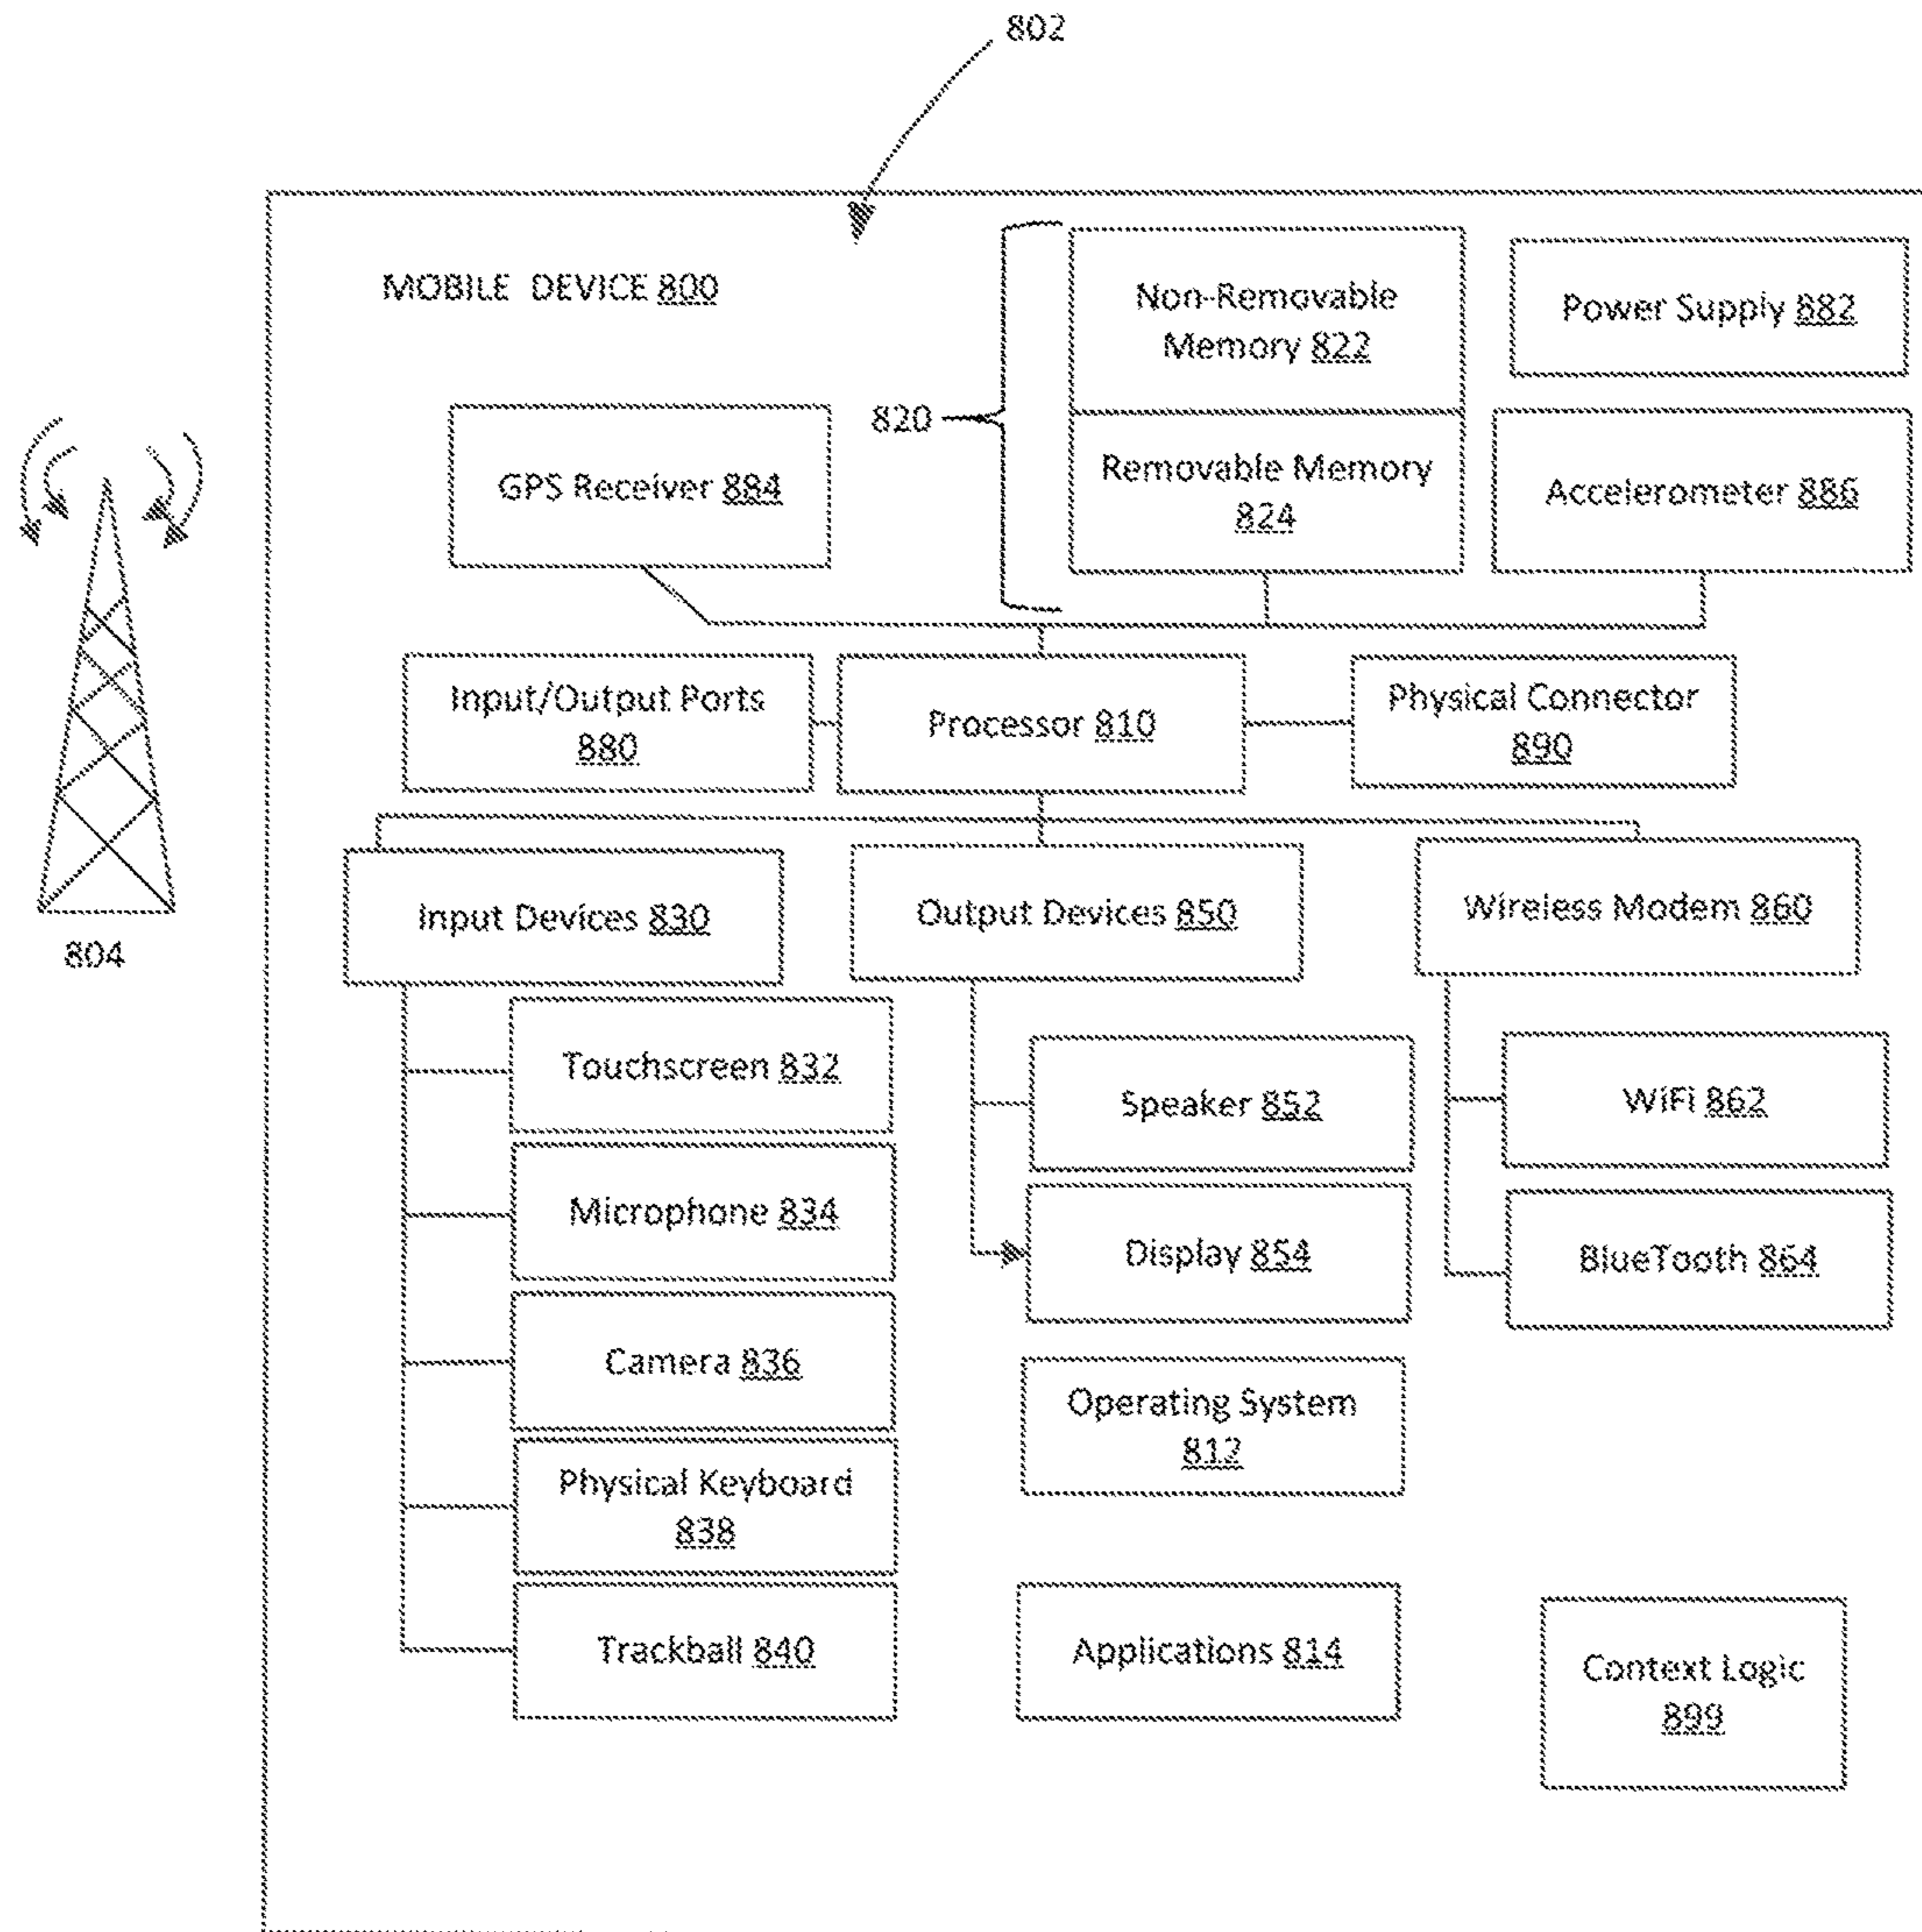 802
MOBILE DEVICE 800
Non-Removable
Memory 822
Power Supply 882
820
GPS Receiver 884
Removable Memory
824
Accelerometer 886
Input/Output Ports
880
Processor 810
Physical Connector
890
804
Input Devices 830
Output Devices 850
Wireless Modem 860
Touchscreen 832
Speaker 852
WiFi 862
Microphone 834
Display 854
BlueTooth 864
Camera 836
Operating System
812
Physical Keyboard
838
Trackball 840
Applications 814
Context Logic
899